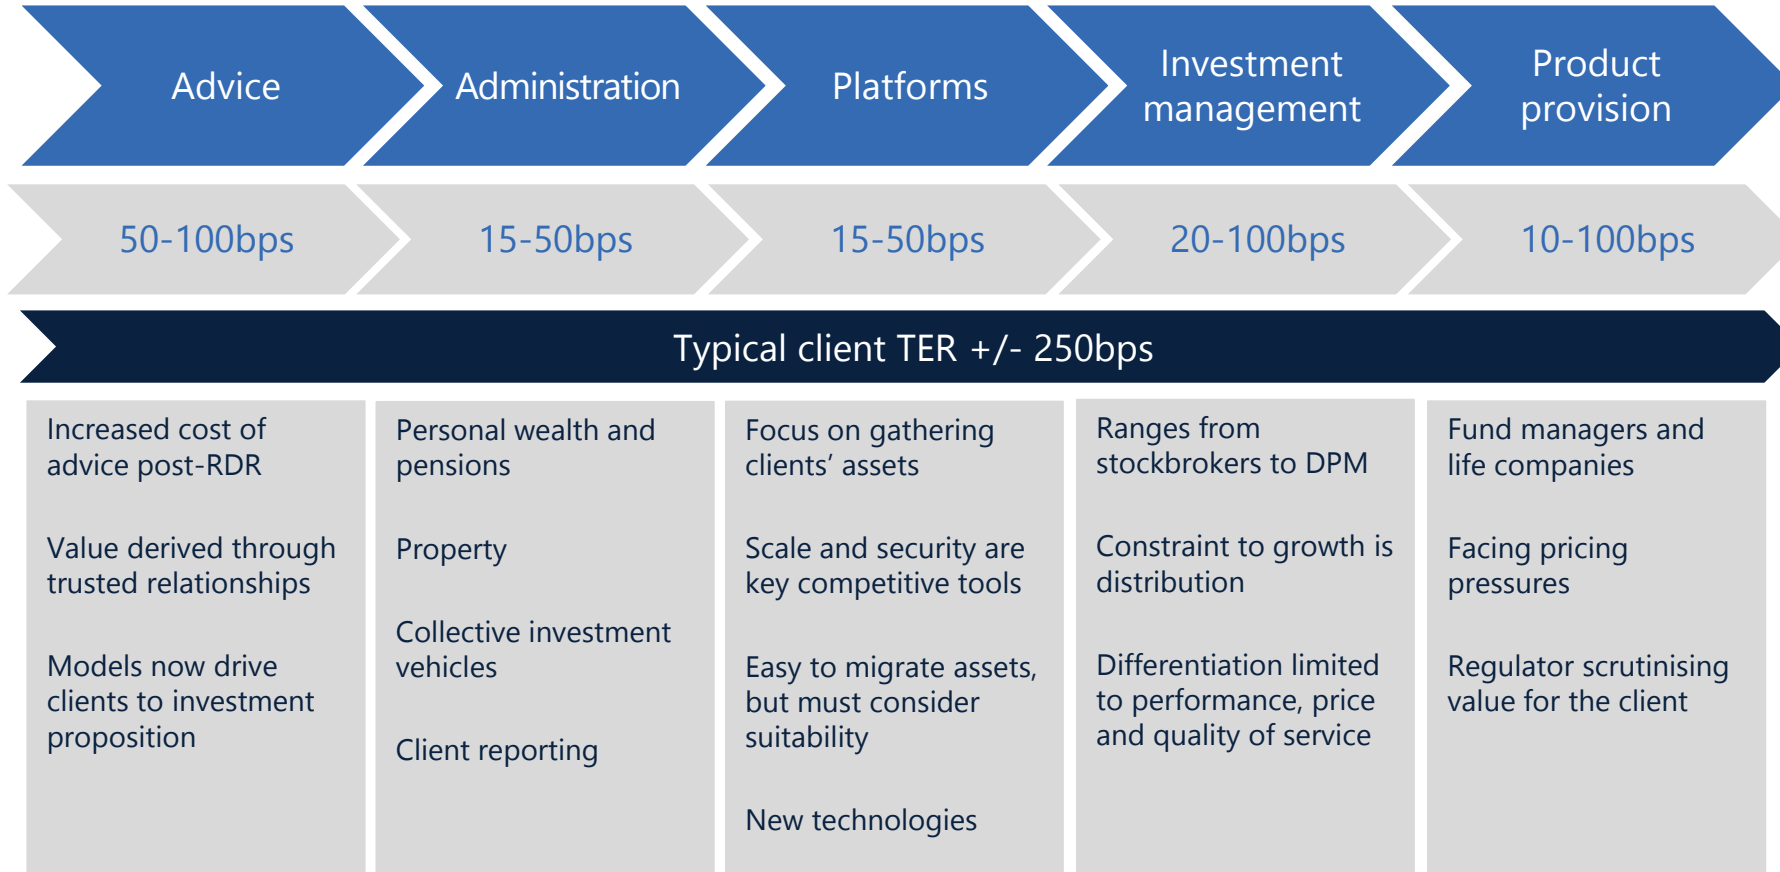 Advice
Administration
Platforms
Investment
management
Product
provision
50-100bps
15-50bps
15-50bps
20-100bps
10-100bps
Typical client TER +/- 250bps
Increased cost of
advice post-RDR
Value derived through
trusted relationships
Models now drive
clients to investment
proposition
Personal wealth and
pensions
Property
Collective investment
vehicles
Client reporting
Focus on gathering
clients’ assets
Scale and security are
key competitive tools
Easy to migrate assets,
but must consider
suitability
New technologies
Ranges from
stockbrokers to DPM
Constraint to growth is
distribution
Differentiation limited
to performance, price
and quality of service
Fund managers and
life companies
Facing pricing
pressures
Regulator scrutinising
value for the client